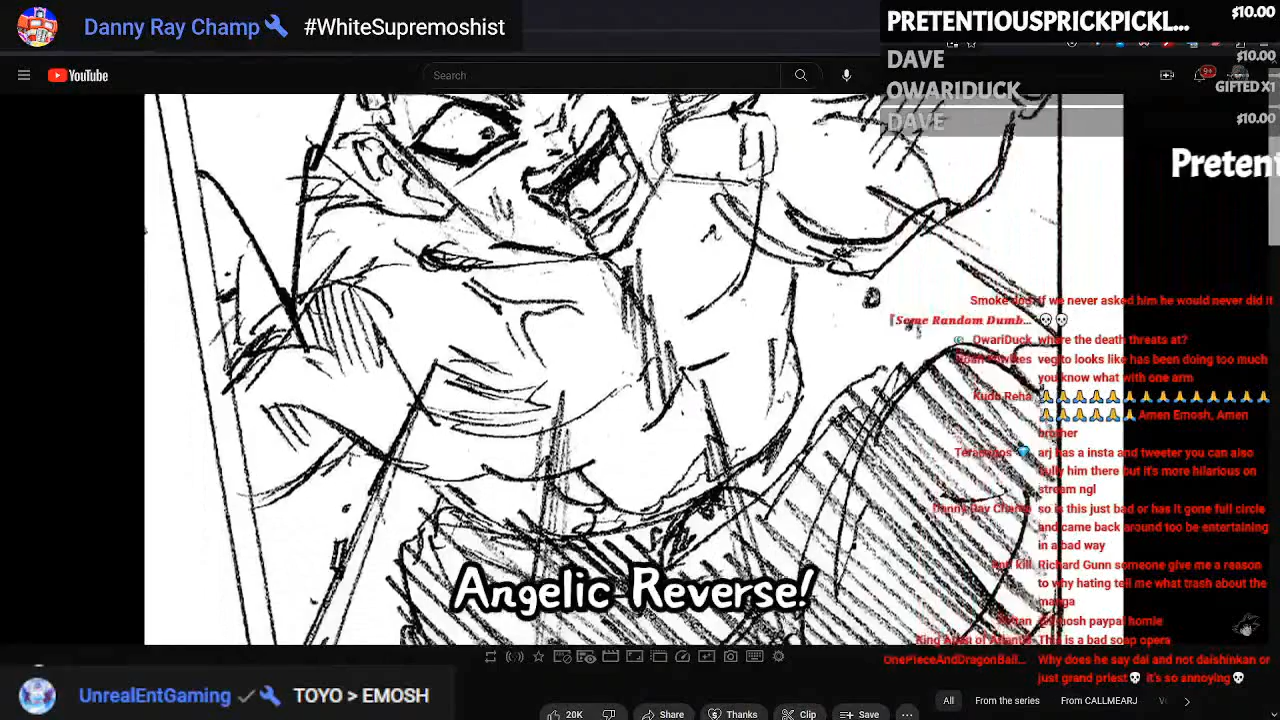 Danny Ray Champ #WhiteSupremoshist
PRETENTIOUSPRICKPICKL... $10.00
DAVE $10.00
OWARIDUCK GIFTED X1
DAVE $10.00
YouTube
Search
9+
Pretent
if we never asked him he would never did it
『Some Random Dumb... 💀💀
OwariDuck where the death threats at?
vegito looks like has been doing too much
you know what with one arm
Kudu Reha 🙏🙏🙏🙏🙏🙏🙏🙏🙏🙏🙏🙏🙏🙏
🙏🙏🙏🙏🙏🙏Amen Emosh, Amen
brother
arj has a insta and tweeter you can also
bully him there but it's more hilarious on
stream ngl
Danny Ray Champ so is this just bad or has it gone full circle
and came back around too be entertaining
in a bad way
Richard Gunn someone give me a reason
to why hating tell me what trash about the
manga
paypal homie
This is a bad soap opera
OnePieceAndDragonBall... Why does he say dai and not daishinkan or
just grand priest💀 it's so annoying💀
Angelic Reverse!
UnrealEntGaming TOYO > EMOSH
20K Share Thanks Clip Save ...
All From the series From CALLMEARJ